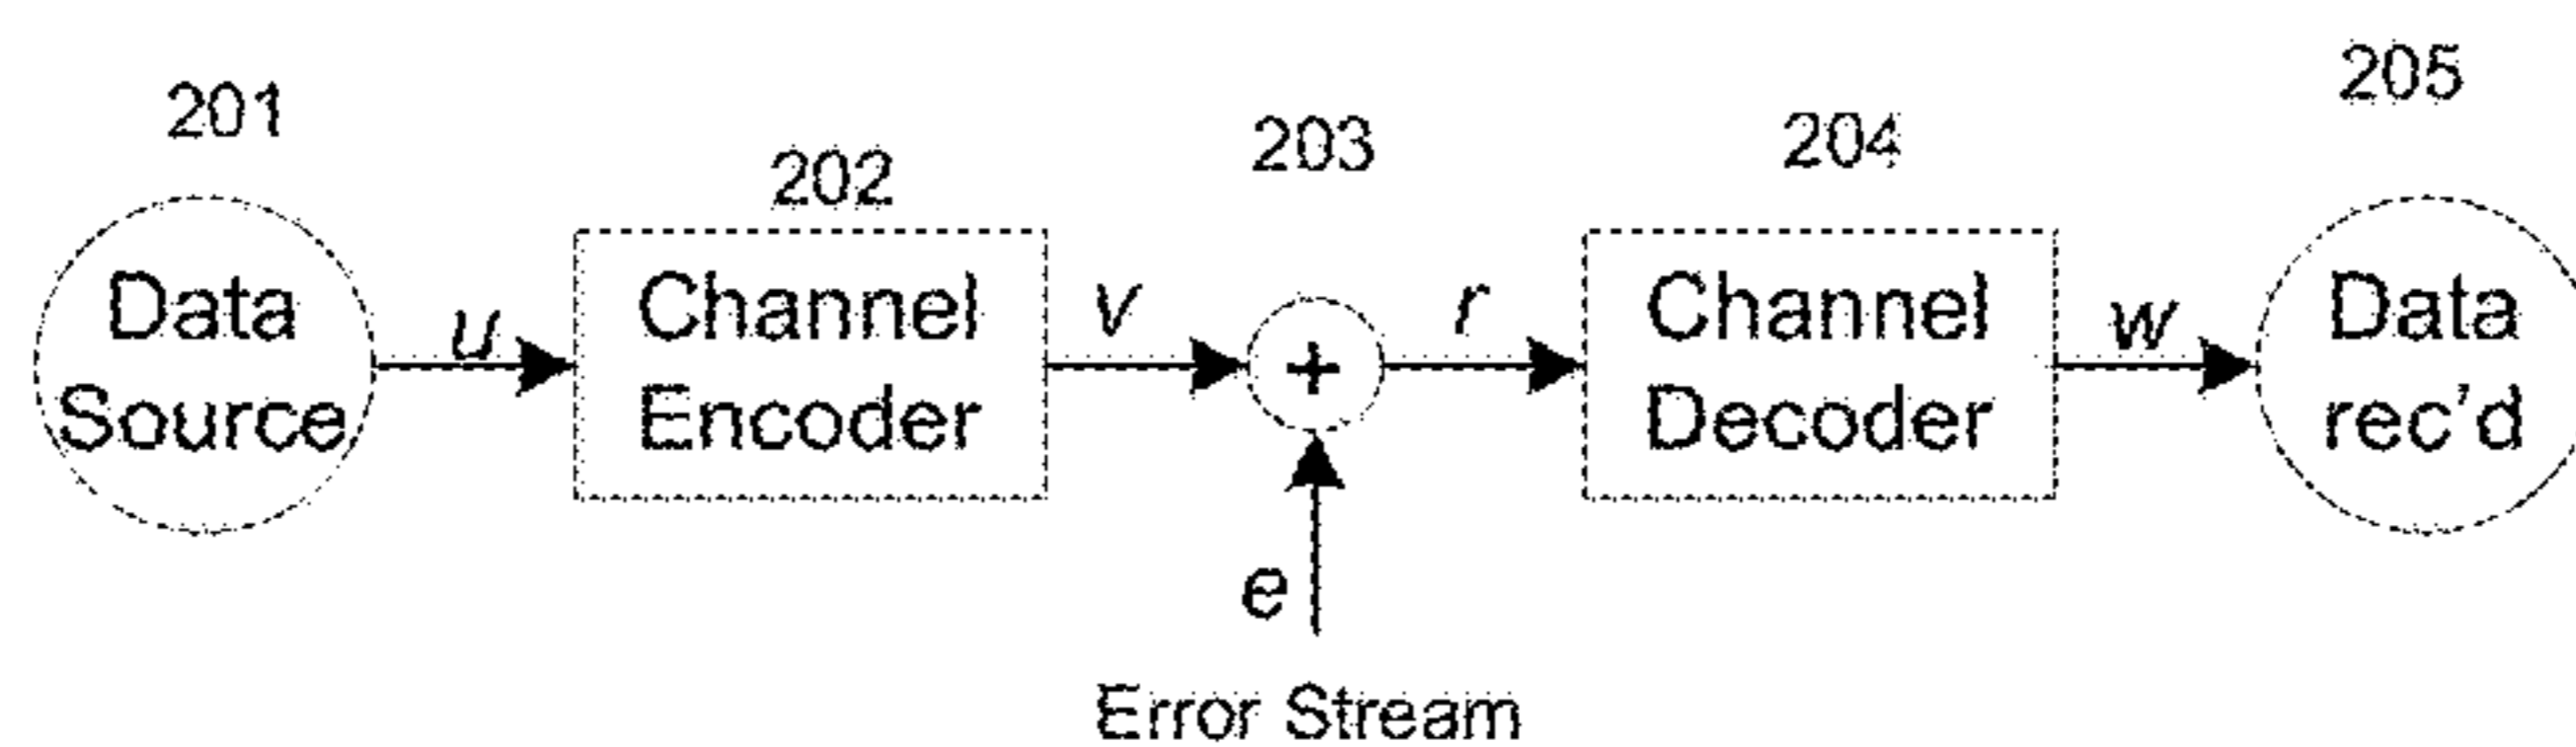 201
202
203
204
205
Data
Source
u
Channel
Encoder
v
+
r
Channel
Decoder
w
Data
rec'd
e
Error Stream